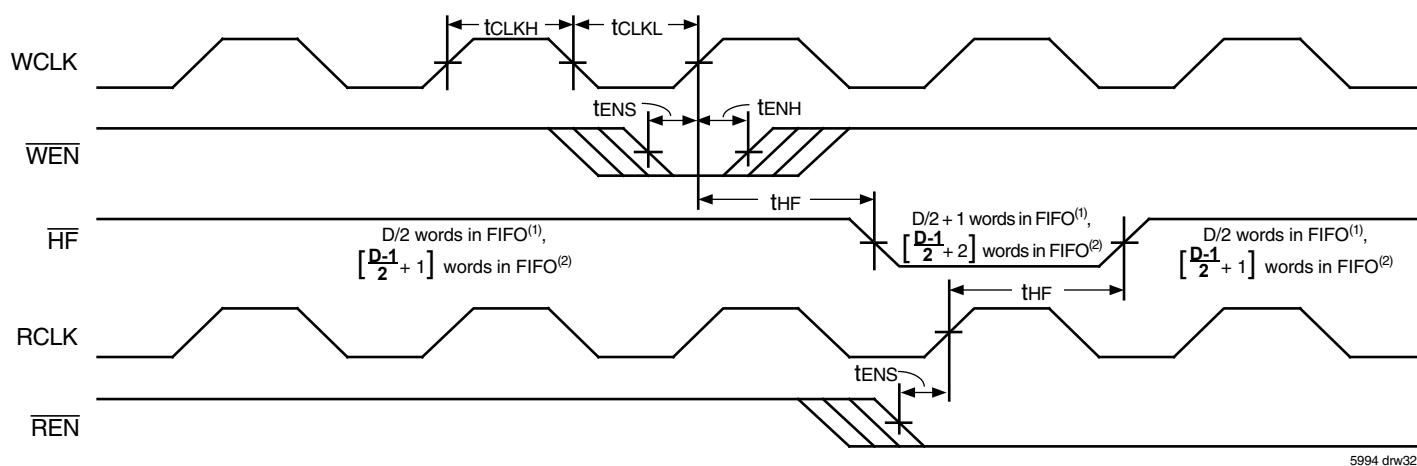 tCLKH tCLKL
WCLK
tENS tENH
WEN
tHF
HF
D/2 words in FIFO(1),
[D-1/2 + 1] words in FIFO(2)
D/2 + 1 words in FIFO(1),
[D-1/2 + 2] words in FIFO(2)
D/2 words in FIFO(1),
[D-1/2 + 1] words in FIFO(2)
tHF
RCLK
tENS
REN
5994 drw32